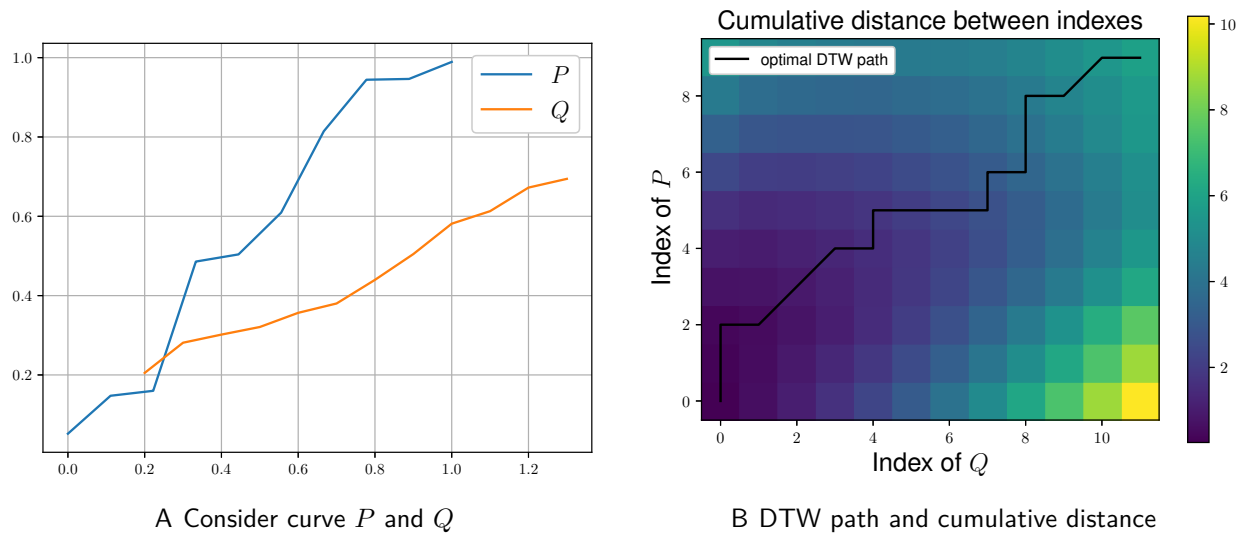 1.0
0.8
0.6
0.4
0.2
0.0 0.2 0.4 0.6 0.8 1.0 1.2
P
Q
A Consider curve P and Q
Cumulative distance between indexes
optimal DTW path
Index of P
8
6
4
2
0
0 2 4 6 8 10
Index of Q
10
8
6
4
2
B DTW path and cumulative distance